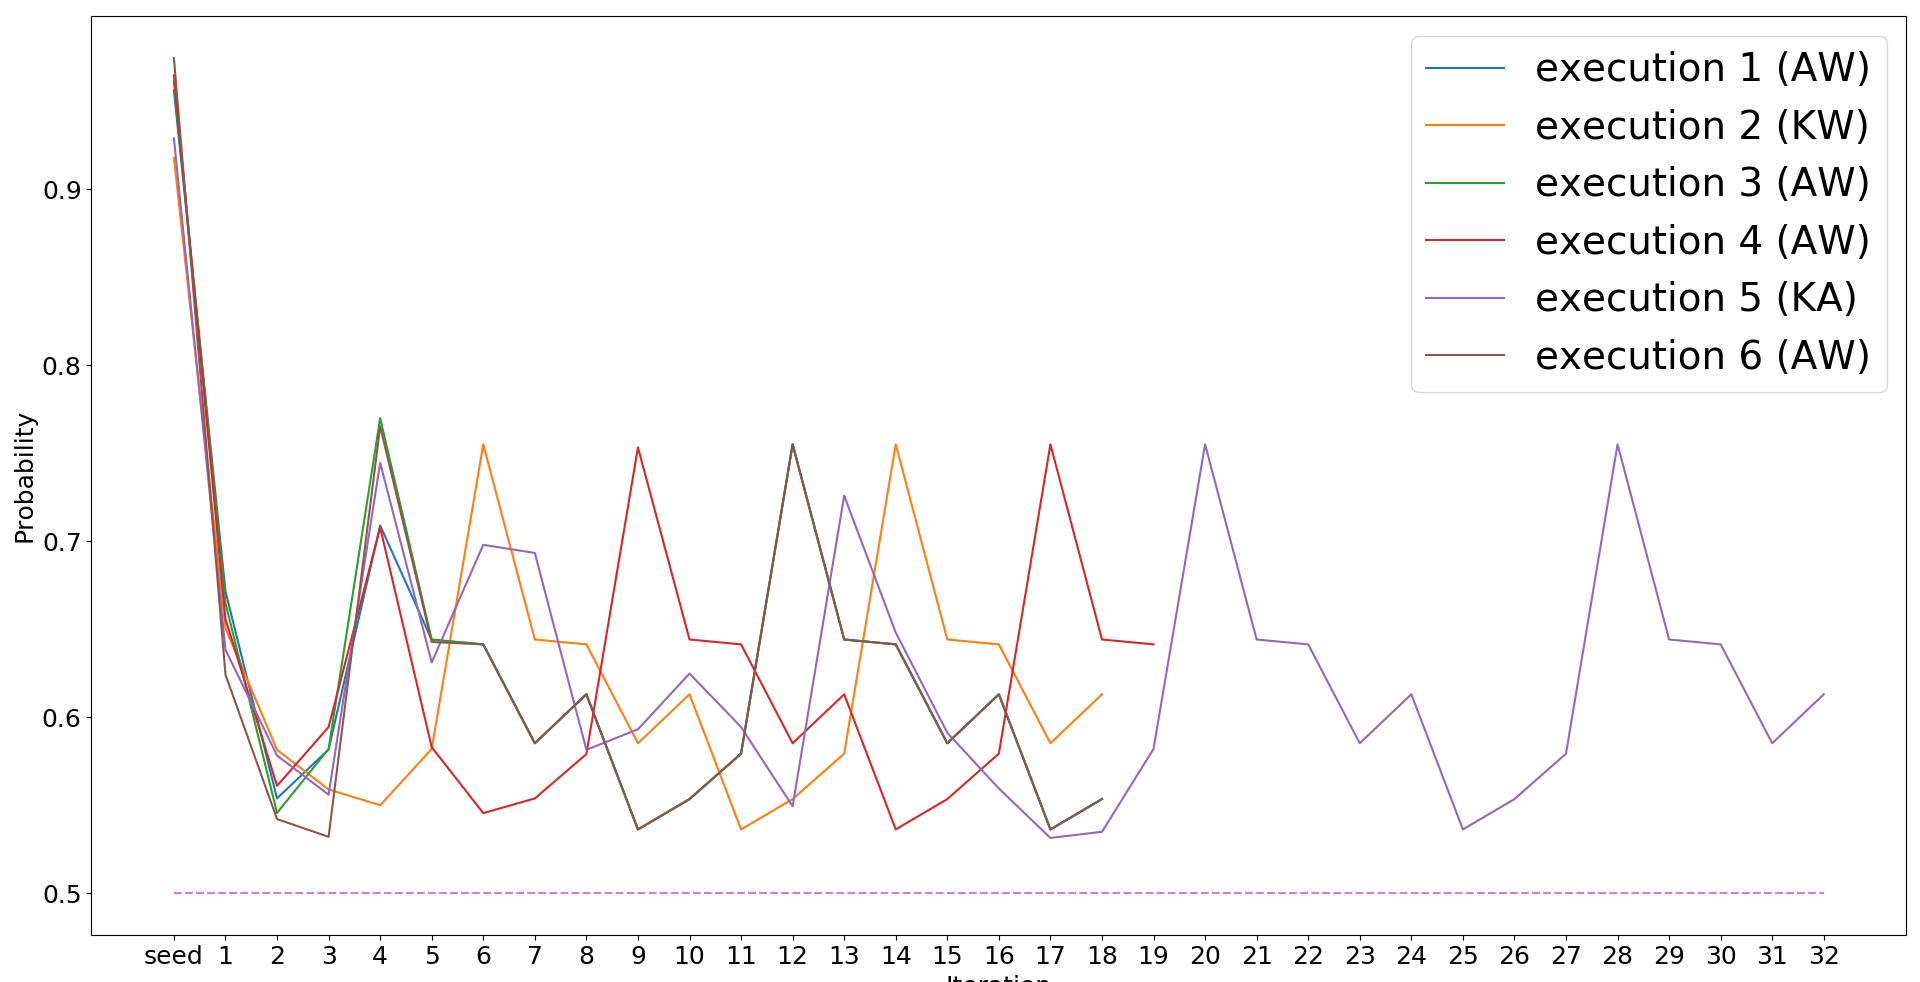 execution 1 (AW)
execution 2 (KW)
execution 3 (AW)
execution 4 (AW)
execution 5 (KA)
execution 6 (AW)
Probability
0.9
0.8
0.7
0.6
0.5
seed 1 2 3 4 5 6 7 8 9 10 11 12 13 14 15 16 17 18 19 20 21 22 23 24 25 26 27 28 29 30 31 32
Iteration